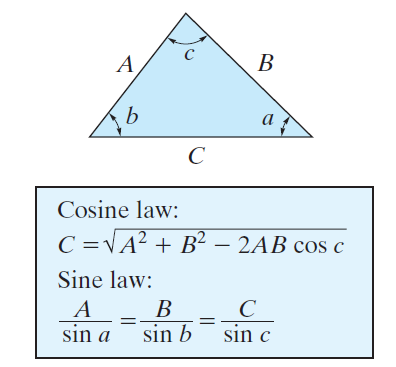 c
A
B
b
a
C
Cosine law:
C = √A² + B² − 2AB cos c
Sine law:
A/sin a = B/sin b = C/sin c